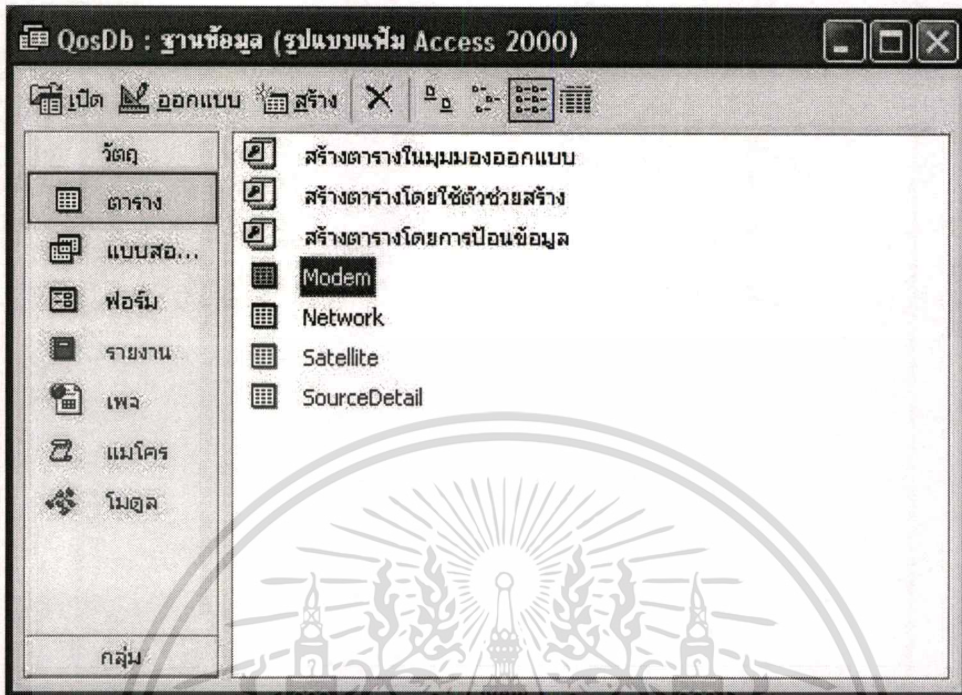 QosDb : ฐานข้อมูล (รูปแบบแฟ้ม Access 2000)
เปิด ออกแบบ สร้าง
วัตถุ
ตาราง
แบบสอ...
ฟอร์ม
รายงาน
เพจ
แมโคร
โมดูล
กลุ่ม
สร้างตารางในมุมมองออกแบบ
สร้างตารางโดยใช้ตัวช่วยสร้าง
สร้างตารางโดยการป้อนข้อมูล
Modem
Network
Satellite
SourceDetail